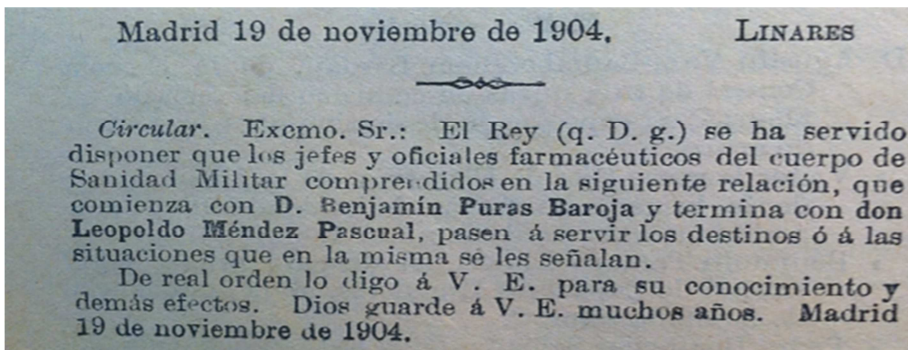 Madrid 19 de noviembre de 1904. LINARES
Circular. Excmo. Sr.: El Rey (q. D. g.) se ha servido
disponer que los jefes y oficiales farmacéuticos del cuerpo de
Sanidad Militar comprendidos en la siguiente relación, que
comienza con D. Benjamín Puras Baroja y termina con don
Leopoldo Méndez Pascual, pasen á servir los destinos ó á las
situaciones que en la misma se les señalan.
De real orden lo digo á V. E. para su conocimiento y
demás efectos. Dios guarde á V. E. muchos años. Madrid
19 de noviembre de 1904.